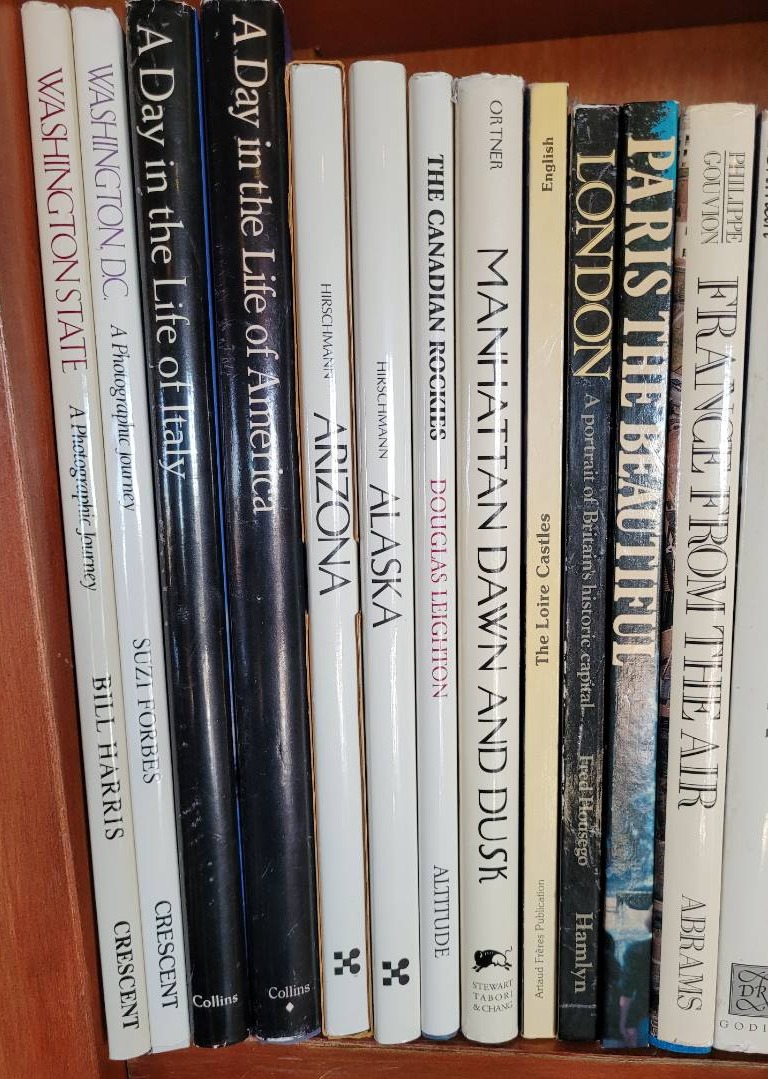 WASHINGTON STATE
A Photographic Journey
BILL HARRIS
CRESCENT
WASHINGTON, D.C.
A Photographic Journey
SUZI FORBES
CRESCENT
A Day in the Life of Italy
Collins
A Day in the Life of America
Collins
HIRSCHMANN
ARIZONA
HIRSCHMANN
ALASKA
THE CANADIAN ROCKIES
DOUGLAS LEIGHTON
ALTITUDE
ORTNER
MANHATTAN DAWN AND DUSK
STEWART
TABORI
& CHANG
English
The Loire Castles
Artaud Frères Publication
LONDON
A portrait of Britain's historic capital
Hamlyn
PARIS THE BEAUTIFUL
PHILIPPE
GOUVION
FRANCE FROM THE AIR
ABRAMS
DR
GODI